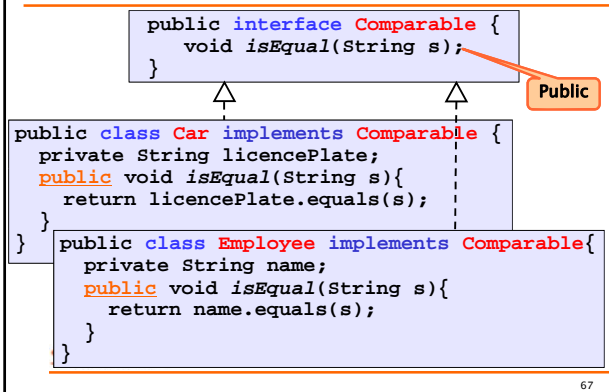 public interface Comparable {
void isEqual(String s);
}
Public
public class Car implements Comparable {
private String licencePlate;
public void isEqual(String s){
return licencePlate.equals(s);
}
}
public class Employee implements Comparable{
private String name;
public void isEqual(String s){
return name.equals(s);
}
}
67